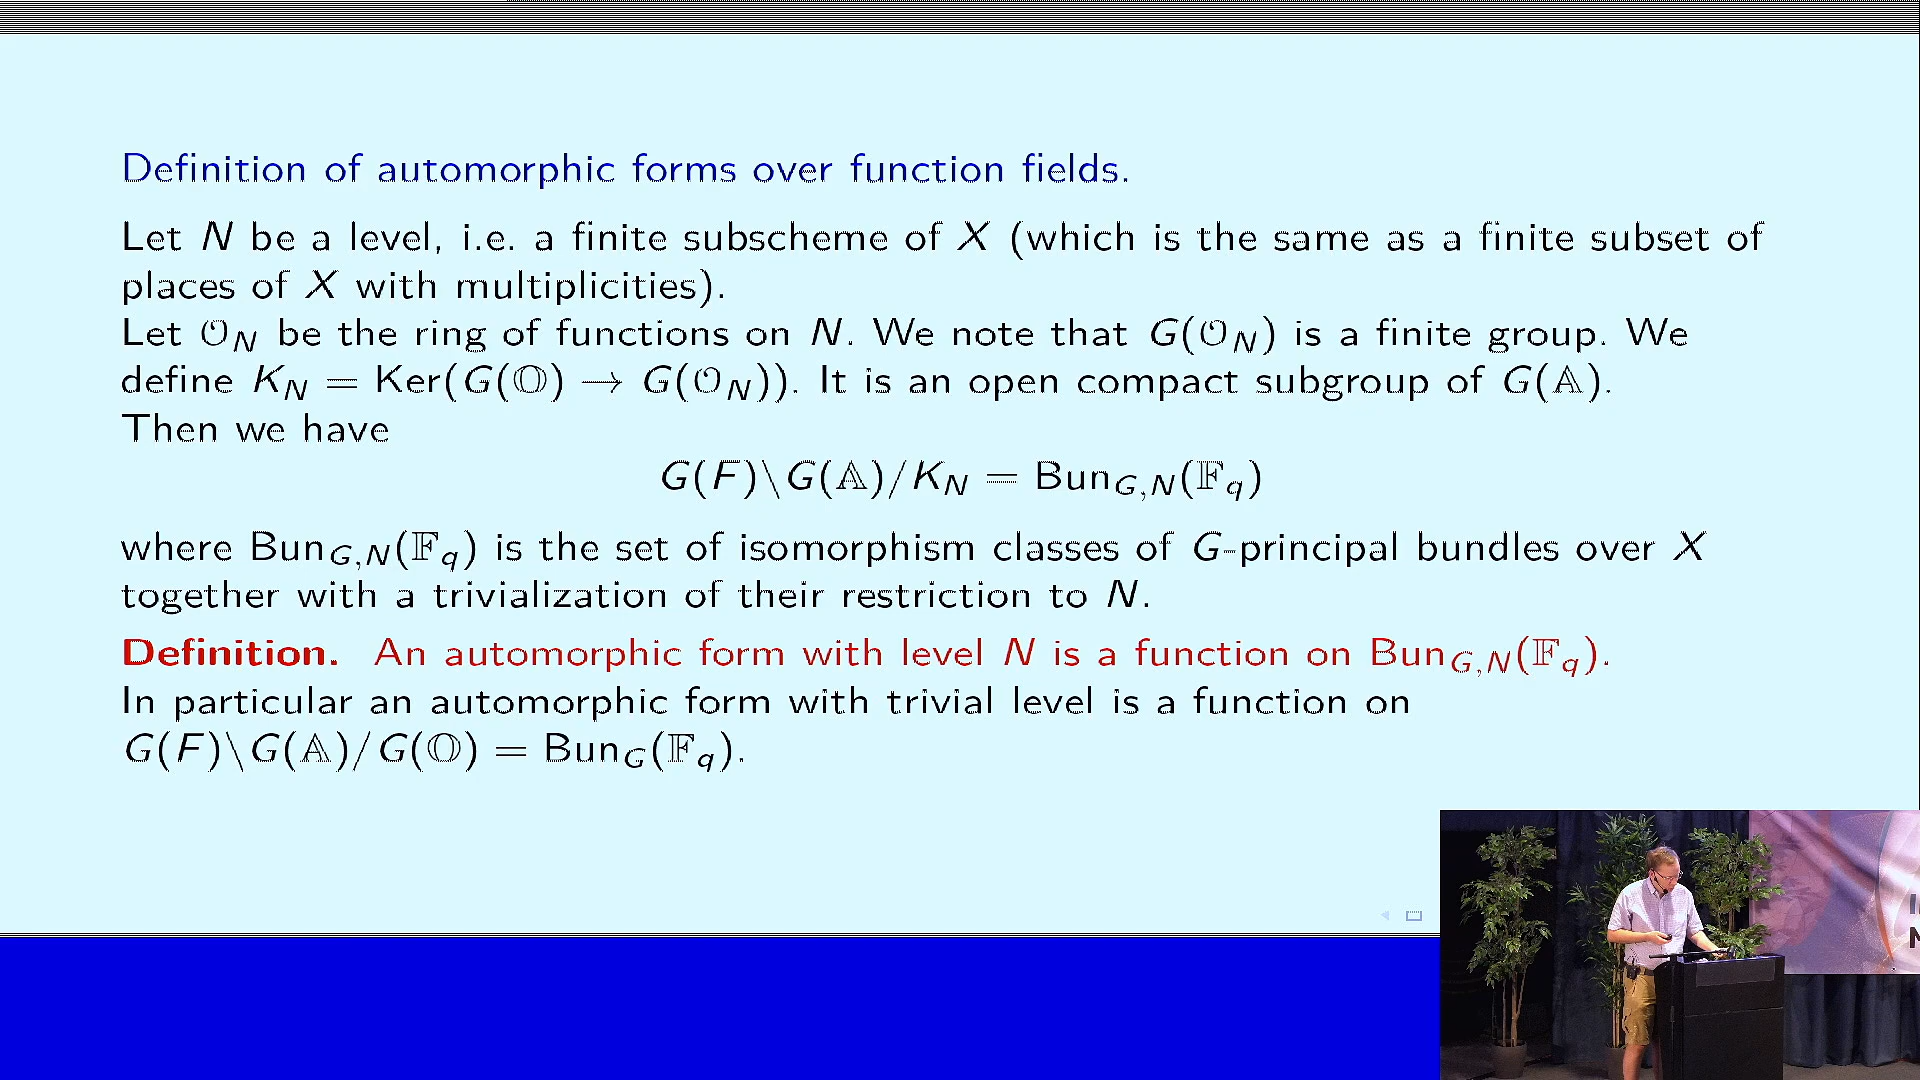 Definition of automorphic forms over function fields.
Let N be a level, i.e. a finite subscheme of X (which is the same as a finite subset of
places of X with multiplicities).
Let 𝒪_N be the ring of functions on N. We note that G(𝒪_N) is a finite group. We
define K_N = Ker(G(𝕆) → G(𝒪_N)). It is an open compact subgroup of G(𝔸).
Then we have
G(F)\G(𝔸)/K_N = Bun_{G,N}(𝔽_q)
where Bun_{G,N}(𝔽_q) is the set of isomorphism classes of G-principal bundles over X
together with a trivialization of their restriction to N.
Definition. An automorphic form with level N is a function on Bun_{G,N}(𝔽_q).
In particular an automorphic form with trivial level is a function on
G(F)\G(𝔸)/G(𝕆) = Bun_G(𝔽_q).